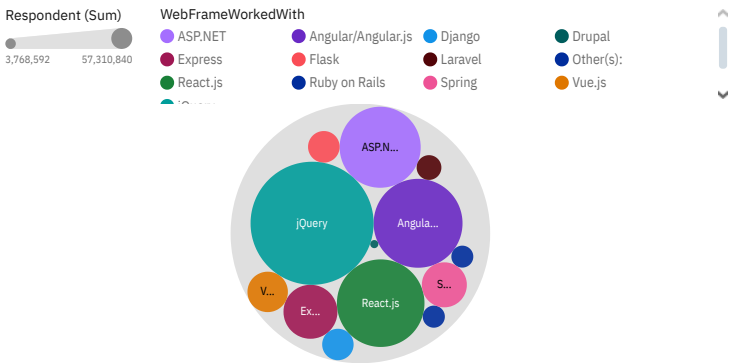 Respondent (Sum)
3,768,592 57,310,840
WebFrameWorkedWith
ASP.NET Angular/Angular.js Django Drupal
Express Flask Laravel Other(s):
React.js Ruby on Rails Spring Vue.js
ASP.N...
jQuery Angula...
S...
V...
Ex... React.js